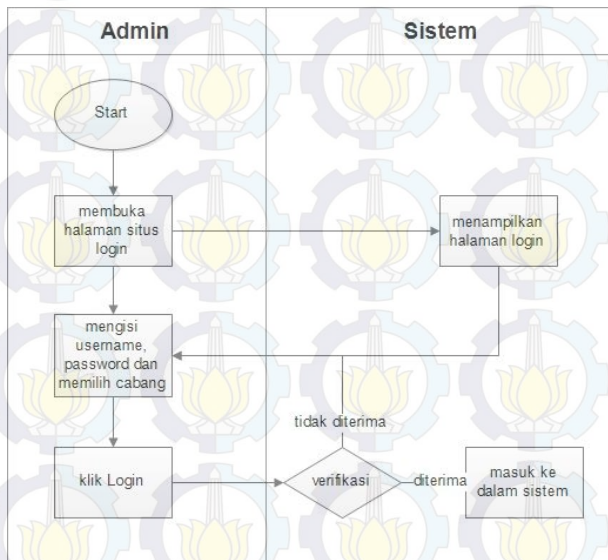 Admin
Sistem
Start
membuka
halaman situs
login
menampilkan
halaman login
mengisi
username,
password dan
memilih cabang
tidak diterima
klik Login
verifikasi
diterima
masuk ke
dalam sistem